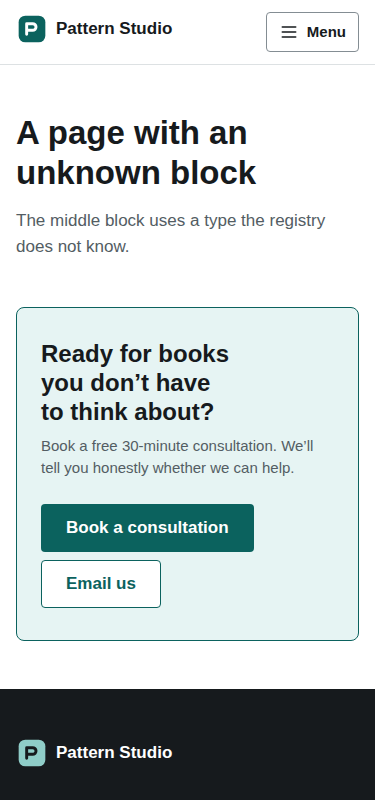 Pattern Studio
Menu
A page with an
unknown block
The middle block uses a type the registry
does not know.
Ready for books
you don’t have
to think about?
Book a free 30-minute consultation. We’ll
tell you honestly whether we can help.
Book a consultation
Email us
Pattern Studio